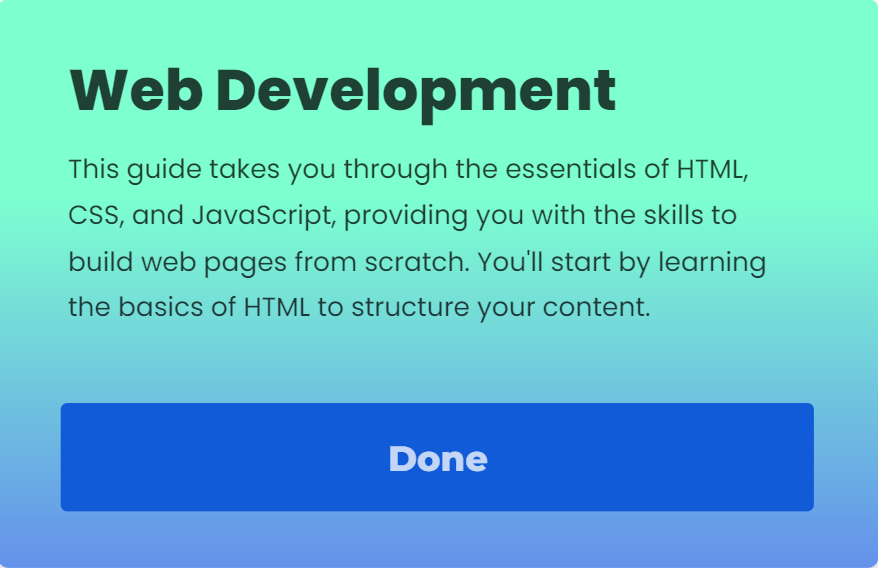 Web Development
This guide takes you through the essentials of HTML,
CSS, and JavaScript, providing you with the skills to
build web pages from scratch. You'll start by learning
the basics of HTML to structure your content.
Done